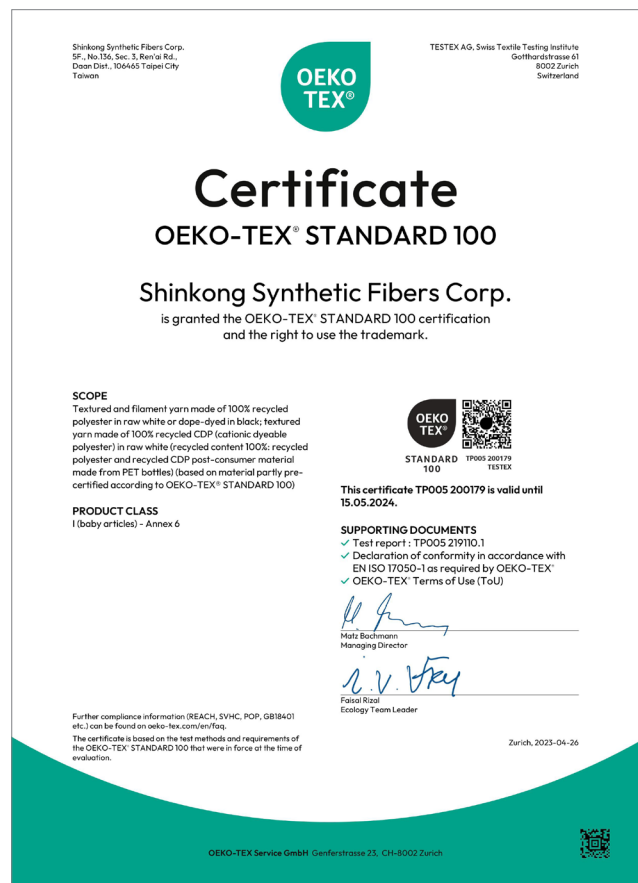 Shinkong Synthetic Fibers Corp.
5F., No.136, Sec. 3, Ren'ai Rd.,
Daan Dist., 106465 Taipei City
Taiwan
OEKO
TEX®
TESTEX AG, Swiss Textile Testing Institute
Gotthardstrasse 61
8002 Zurich
Switzerland
Certificate
OEKO-TEX® STANDARD 100
Shinkong Synthetic Fibers Corp.
is granted the OEKO-TEX® STANDARD 100 certification
and the right to use the trademark.
SCOPE
Textured and filament yarn made of 100% recycled
polyester in raw white or dope-dyed in black; textured
yarn made of 100% recycled CDP (cationic dyeable
polyester) in raw white (recycled content 100%: recycled
polyester and recycled CDP post-consumer material
made from PET bottles) (based on material partly pre-
certified according to OEKO-TEX® STANDARD 100)
PRODUCT CLASS
I (baby articles) - Annex 6
OEKO
TEX®
STANDARD
100
TP005 200179
TESTEX
This certificate TP005 200179 is valid until
15.05.2024.
SUPPORTING DOCUMENTS
✓ Test report : TP005 219110.1
✓ Declaration of conformity in accordance with
EN ISO 17050-1 as required by OEKO-TEX®
✓ OEKO-TEX® Terms of Use (ToU)
Matz Bachmann
Managing Director
i. V.
Faisal Rizal
Ecology Team Leader
Further compliance information (REACH, SVHC, POP, GB18401
etc.) can be found on oeko-tex.com/en/faq.
The certificate is based on the test methods and requirements of
the OEKO-TEX® STANDARD 100 that were in force at the time of
evaluation.
Zurich, 2023-04-26
OEKO-TEX Service GmbH Genferstrasse 23, CH-8002 Zurich